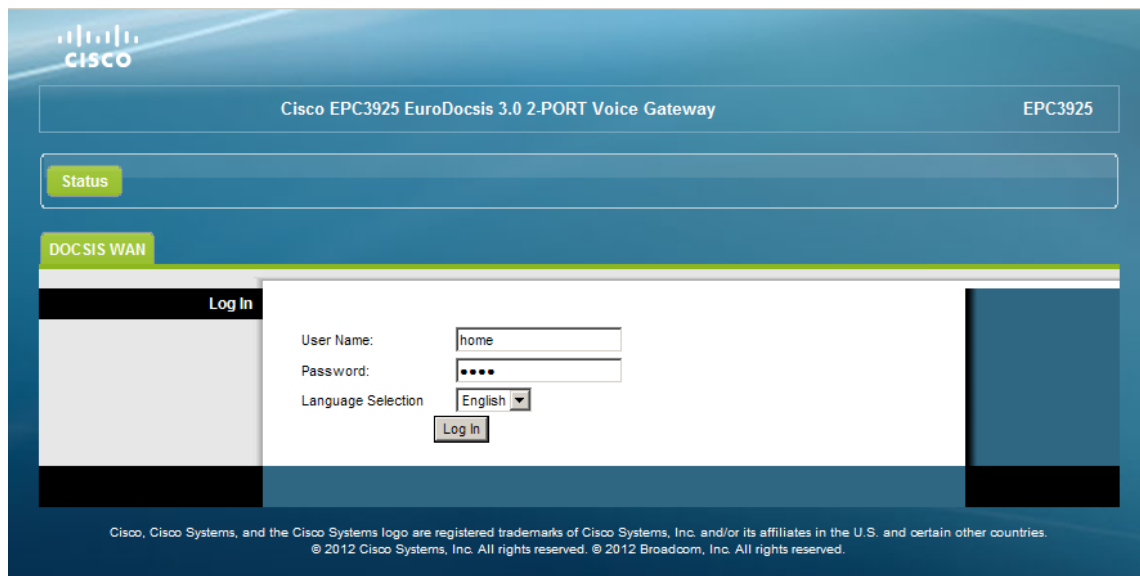 CISCO
Cisco EPC3925 EuroDocsis 3.0 2-PORT Voice Gateway EPC3925
Status
DOCSIS WAN
Log In
User Name: home
Password: ●●●●
Language Selection English
Log In
Cisco, Cisco Systems, and the Cisco Systems logo are registered trademarks of Cisco Systems, Inc. and/or its affiliates in the U.S. and certain other countries.
© 2012 Cisco Systems, Inc. All rights reserved. © 2012 Broadcom, Inc. All rights reserved.